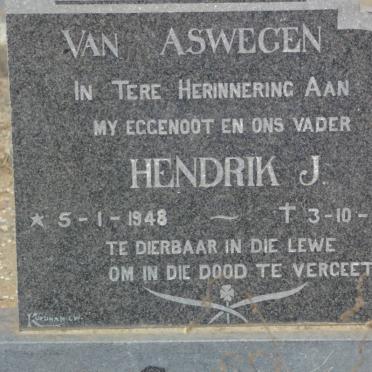 VAN ASWEGEN
IN TERE HERINNERING AAN
MY EGGENOOT EN ONS VADER
HENDRIK J.
* 5-1-1948 ~ † 3-10-
TE DIERBAAR IN DIE LEWE
OM IN DIE DOOD TE VERGEET